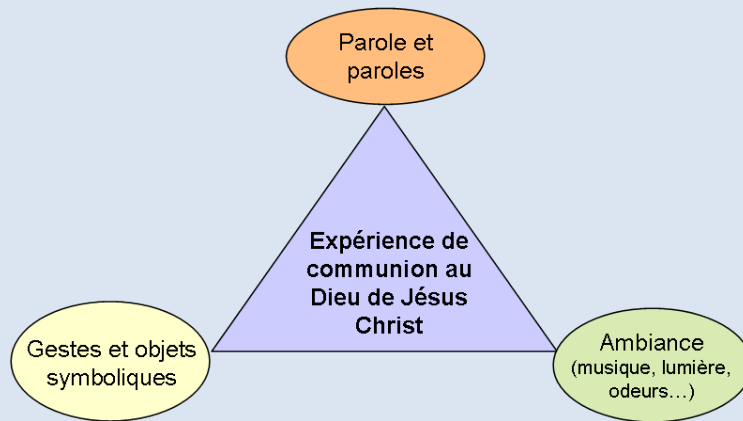 Parole et
paroles
Expérience de
communion au
Dieu de Jésus
Christ
Gestes et objets
symboliques
Ambiance
(musique, lumière,
odeurs...)